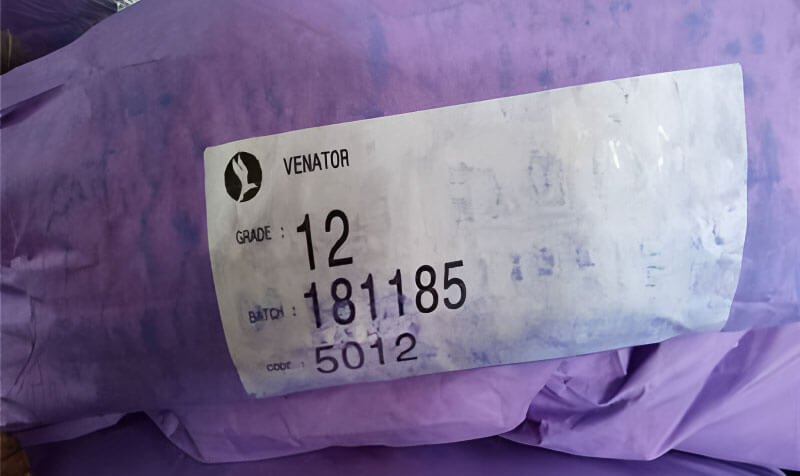 VENATOR
GRADE : 12
BATCH : 181185
CODE : 5012